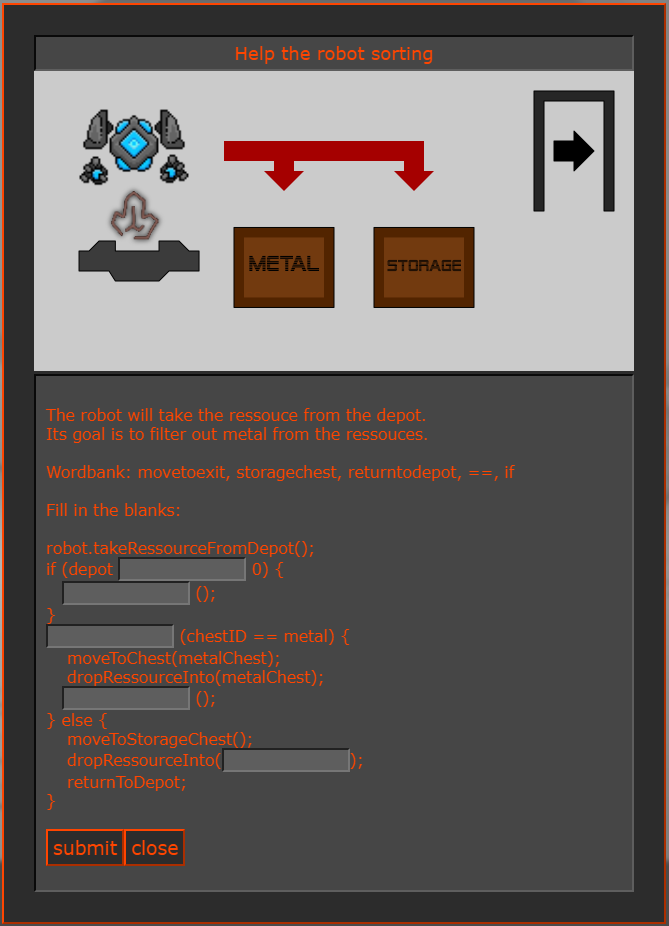 Help the robot sorting
METAL
STORAGE
The robot will take the ressouce from the depot.
Its goal is to filter out metal from the ressouces.
Wordbank: movetoexit, storagechest, returntodepot, ==, if
Fill in the blanks:
robot.takeRessourceFromDepot();
if (depot 0) {
();
}
(chestID == metal) {
moveToChest(metalChest);
dropRessourceInto(metalChest);
();
} else {
moveToStorageChest();
dropRessourceInto( );
returnToDepot;
}
submit close